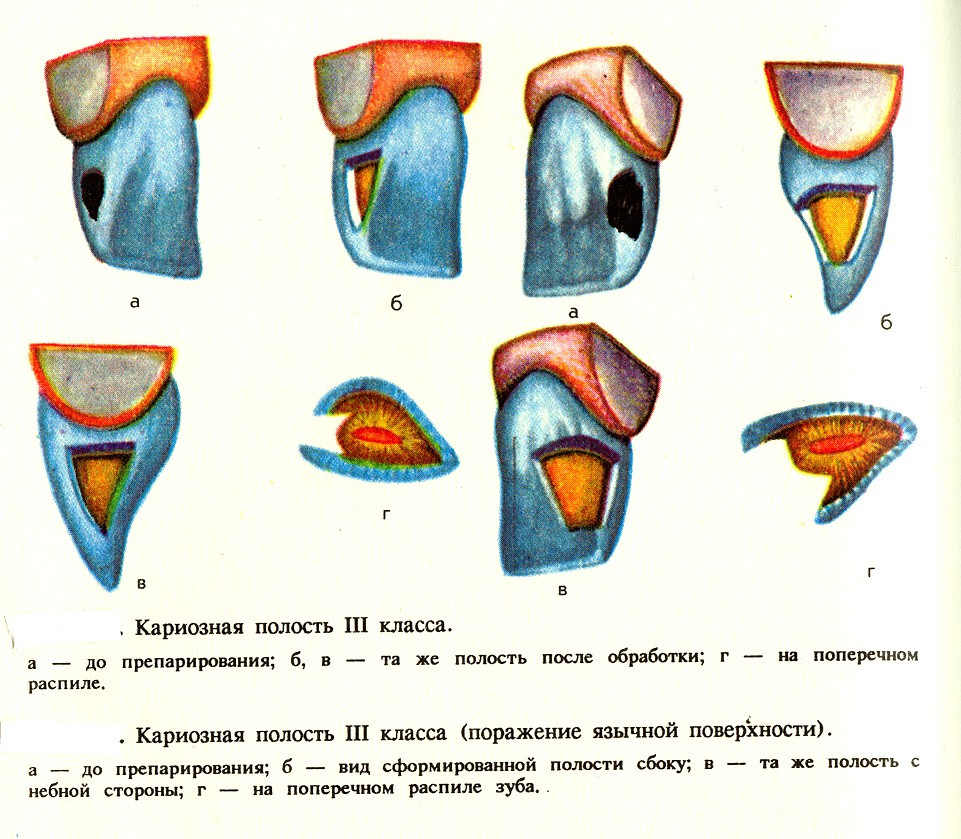 а
б
а
б
в
г
в
г
. Кариозная полость III класса.
а — до препарирования; б, в — та же полость после обработки; г — на поперечном
распиле.
. Кариозная полость III класса (поражение язычной поверхности).
а — до препарирования; б — вид сформированной полости сбоку; в — та же полость с
небной стороны; г — на поперечном распиле зуба.